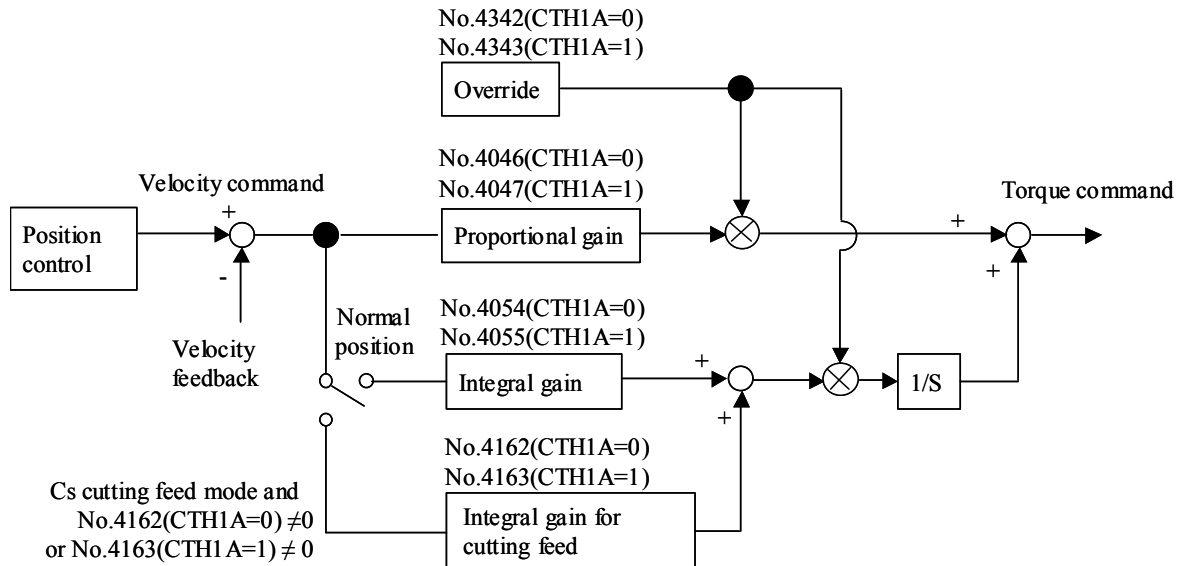 No.4342(CTH1A=0)
No.4343(CTH1A=1)
Override
No.4046(CTH1A=0)
No.4047(CTH1A=1)
Velocity command
Torque command
+
+
Position
control
Proportional gain
-
+
Velocity
feedback
Normal
position
No.4054(CTH1A=0)
No.4055(CTH1A=1)
+
Integral gain
1/S
+
No.4162(CTH1A=0)
No.4163(CTH1A=1)
Cs cutting feed mode and
No.4162(CTH1A=0) ≠0
or No.4163(CTH1A=1) ≠ 0
Integral gain for
cutting feed